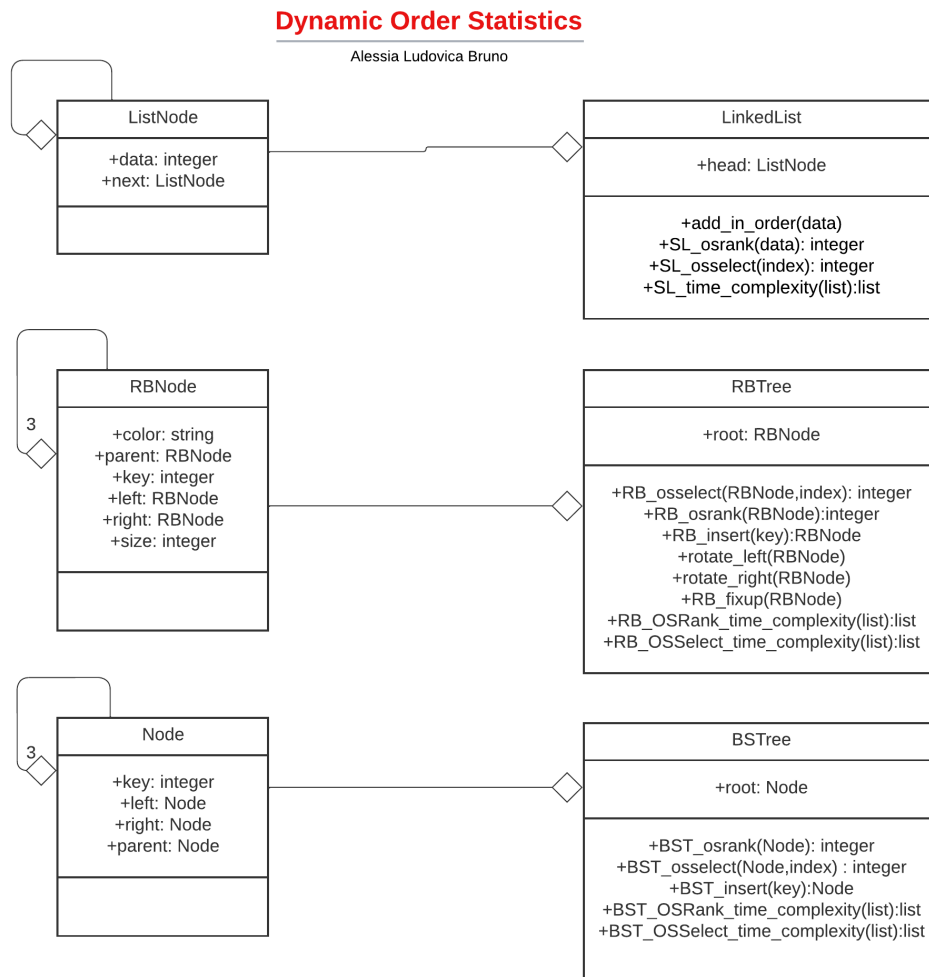 Dynamic Order Statistics
Alessia Ludovica Bruno
ListNode
+data: integer
+next: ListNode
LinkedList
+head: ListNode
+add_in_order(data)
+SL_osrank(data): integer
+SL_osselect(index): integer
+SL_time_complexity(list):list
3
RBNode
+color: string
+parent: RBNode
+key: integer
+left: RBNode
+right: RBNode
+size: integer
RBTree
+root: RBNode
+RB_osselect(RBNode,index): integer
+RB_osrank(RBNode):integer
+RB_insert(key):RBNode
+rotate_left(RBNode)
+rotate_right(RBNode)
+RB_fixup(RBNode)
+RB_OSRank_time_complexity(list):list
+RB_OSSelect_time_complexity(list):list
3
Node
+key: integer
+left: Node
+right: Node
+parent: Node
BSTree
+root: Node
+BST_osrank(Node): integer
+BST_osselect(Node,index) : integer
+BST_insert(key):Node
+BST_OSRank_time_complexity(list):list
+BST_OSSelect_time_complexity(list):list